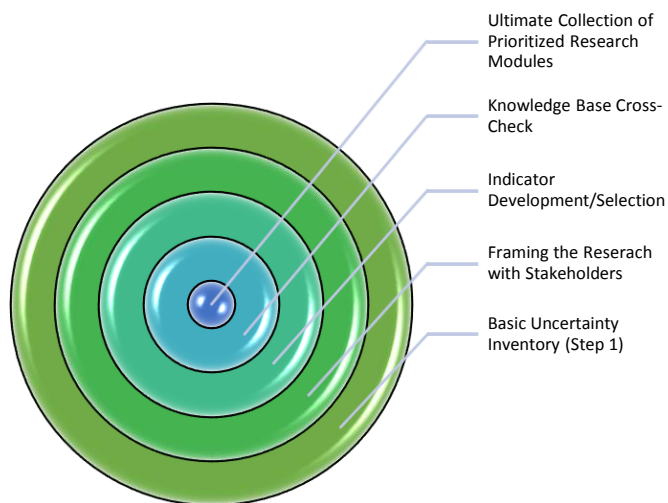 Ultimate Collection of
Prioritized Research
Modules
Knowledge Base Cross-
Check
Indicator
Development/Selection
Framing the Reserach
with Stakeholders
Basic Uncertainty
Inventory (Step 1)